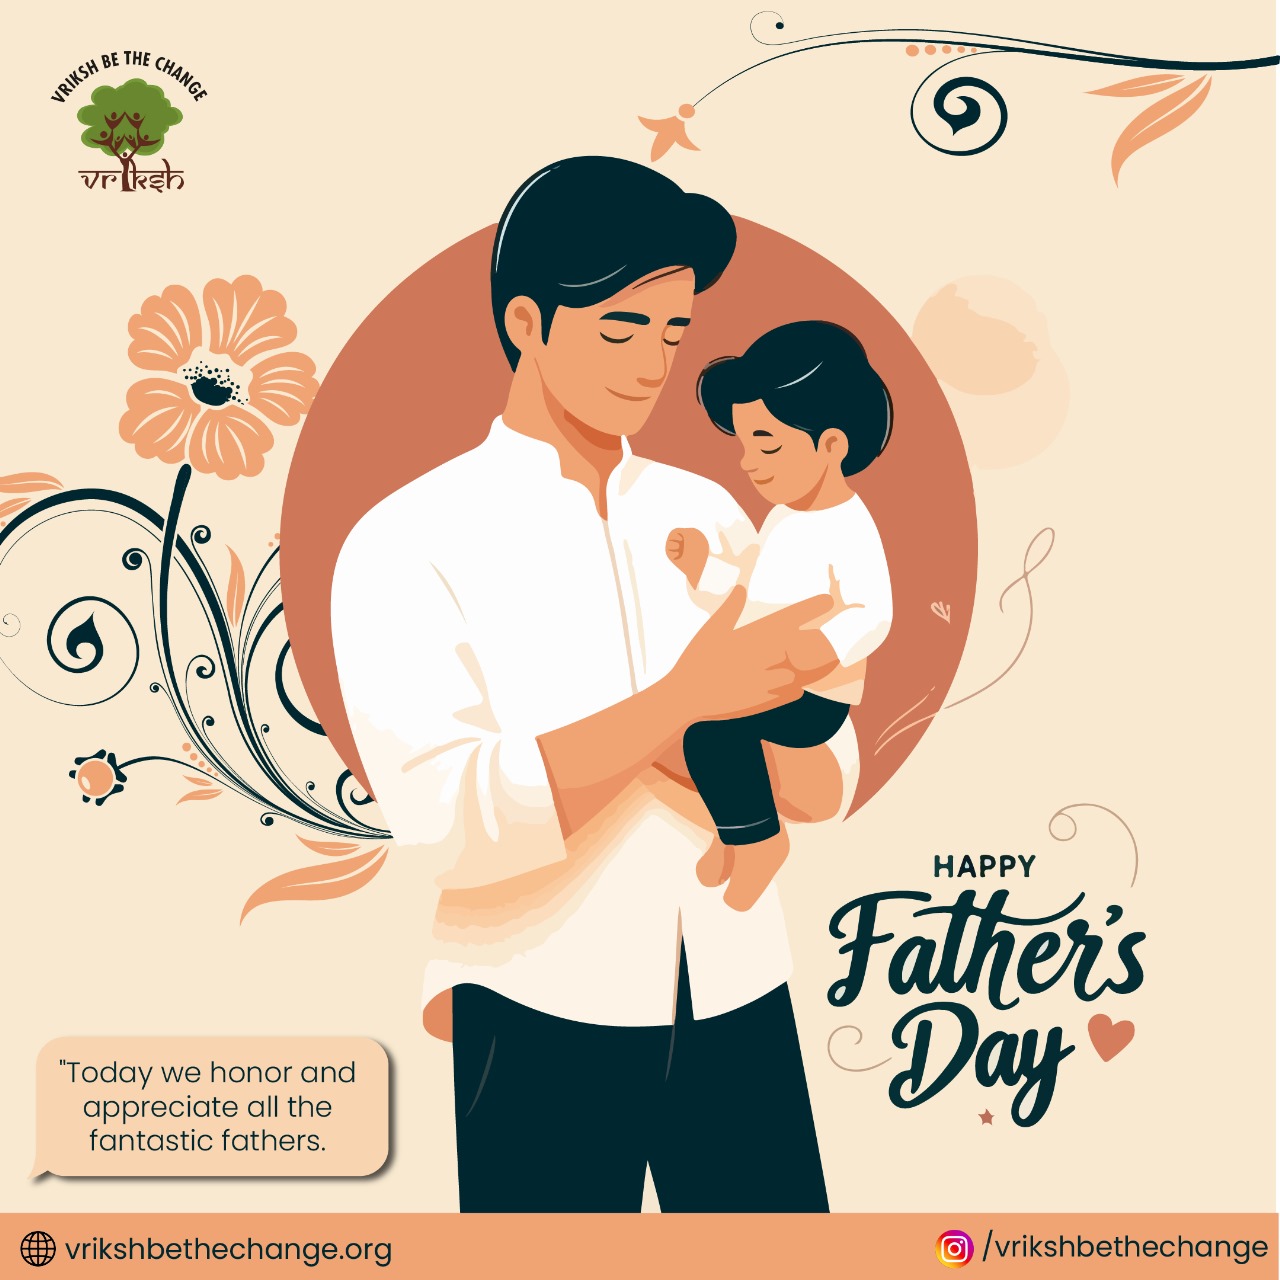 VRIKSH BE THE CHANGE
vriksh
HAPPY
Father's
Day
"Today we honor and
appreciate all the
fantastic fathers.
vrikshbethechange.org
/vrikshbethechange